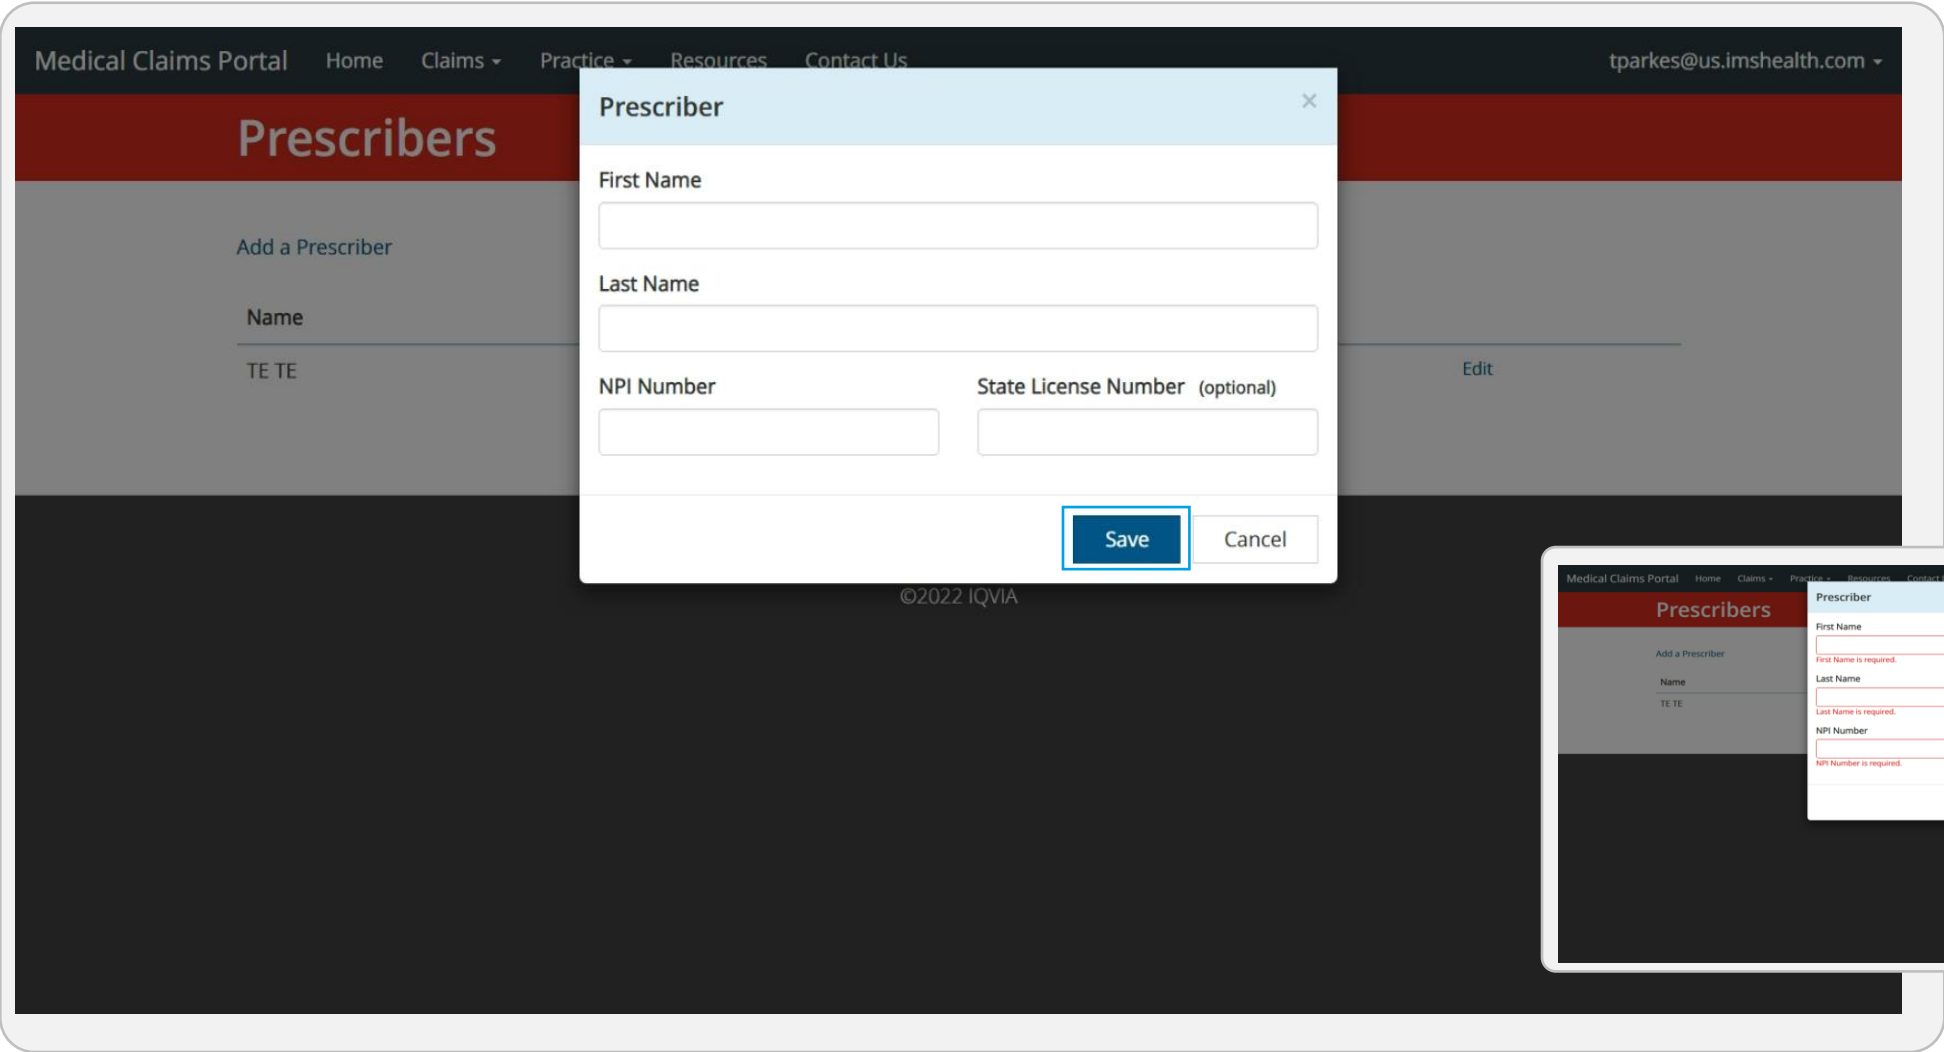 Medical Claims Portal Home Claims Practice Resources Contact Us tparkes@us.imshealth.com
Prescribers
Add a Prescriber
Name
TE TE
Edit
Prescriber ×
First Name
Last Name
NPI Number State License Number (optional)
Save Cancel
©2022 IQVIA
Medical Claims Portal Home Claims Practice Resources Contact
Prescribers
Add a Prescriber
Name
TE TE
Prescriber
First Name
First Name is required.
Last Name
Last Name is required.
NPI Number
NPI Number is required.